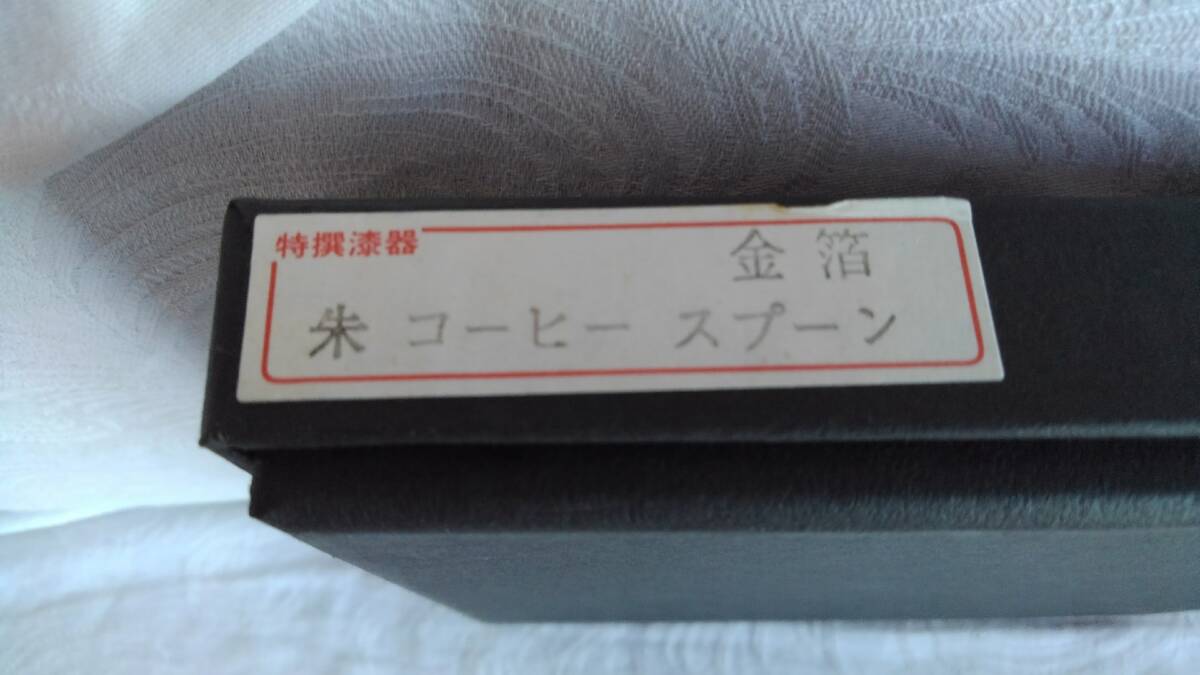 特撰漆器
金箔
朱 コーヒー スプーン